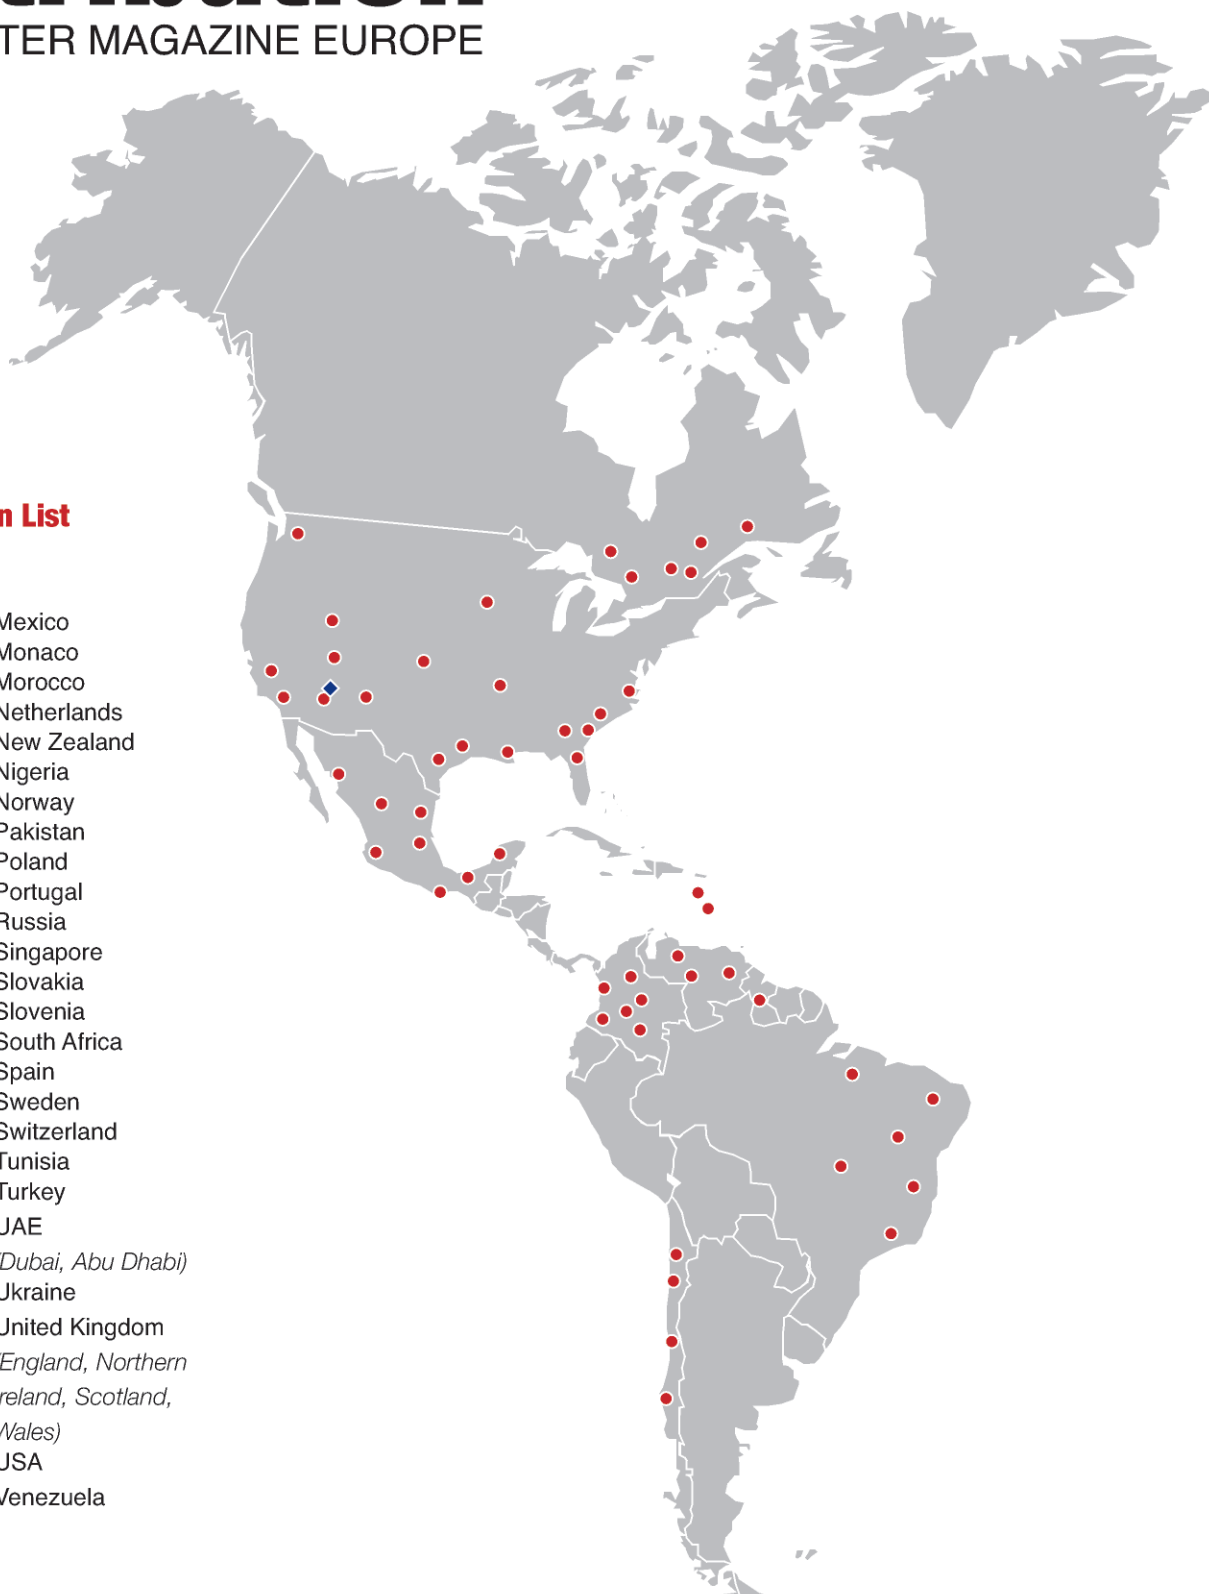 TER MAGAZINE EUROPE
n List
Mexico
Monaco
Morocco
Netherlands
New Zealand
Nigeria
Norway
Pakistan
Poland
Portugal
Russia
Singapore
Slovakia
Slovenia
South Africa
Spain
Sweden
Switzerland
Tunisia
Turkey
UAE
(Dubai, Abu Dhabi)
Ukraine
United Kingdom
(England, Northern
Ireland, Scotland,
Wales)
USA
Venezuela